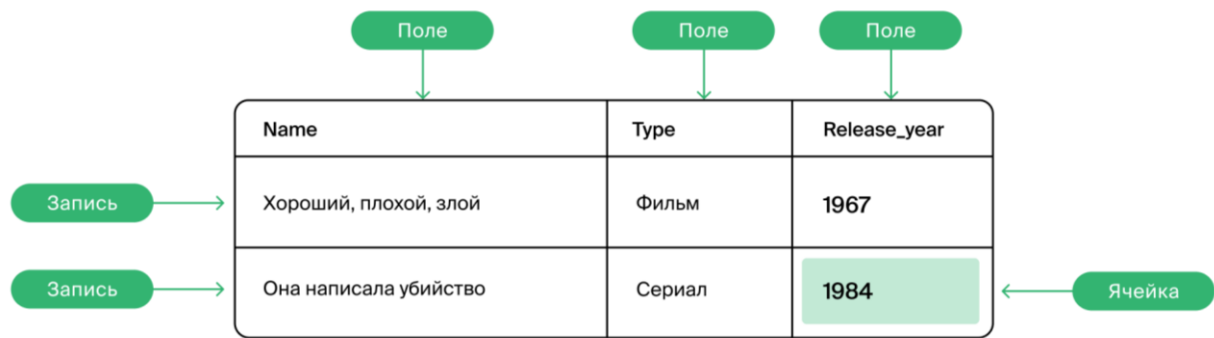 Поле Поле Поле
Name Type Release_year
Запись Хороший, плохой, злой Фильм 1967
Запись Она написала убийство Сериал 1984 Ячейка